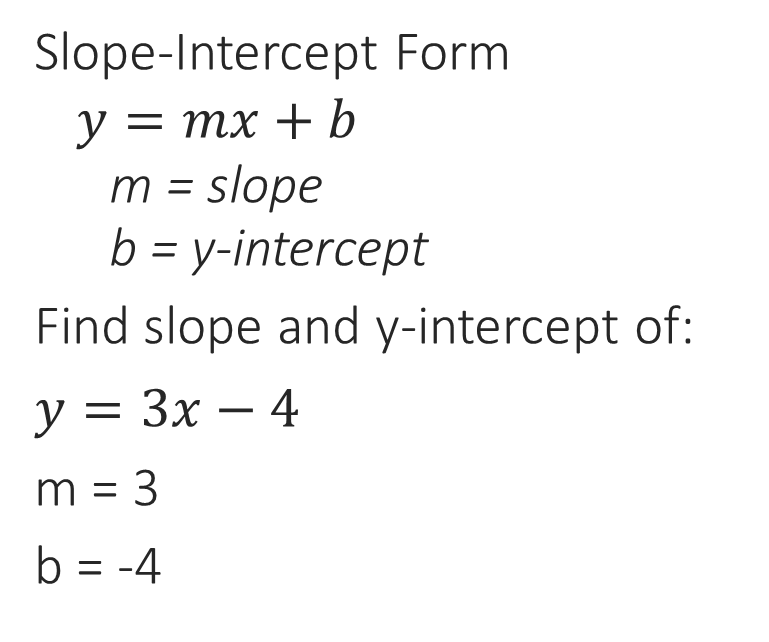 Slope-Intercept Form
y = mx + b
m = slope
b = y-intercept
Find slope and y-intercept of:
y = 3x − 4
m = 3
b = -4